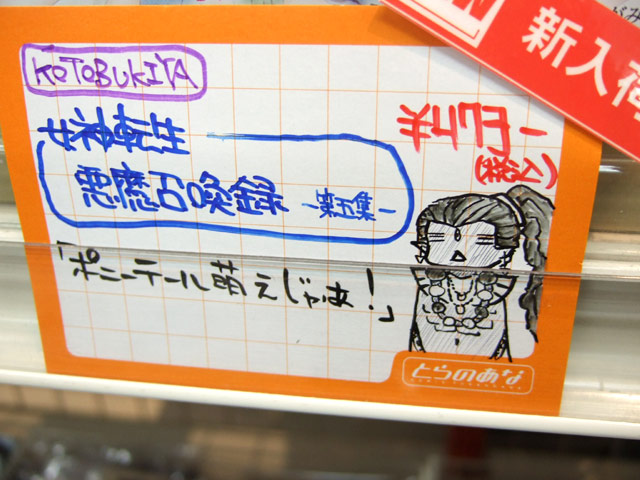 新入荷
KOTOBUKIYA
女神転生
悪魔召喚録 -第五集-
(税込)
「ポニーテール萌えじゃぁ!」
とらのあな